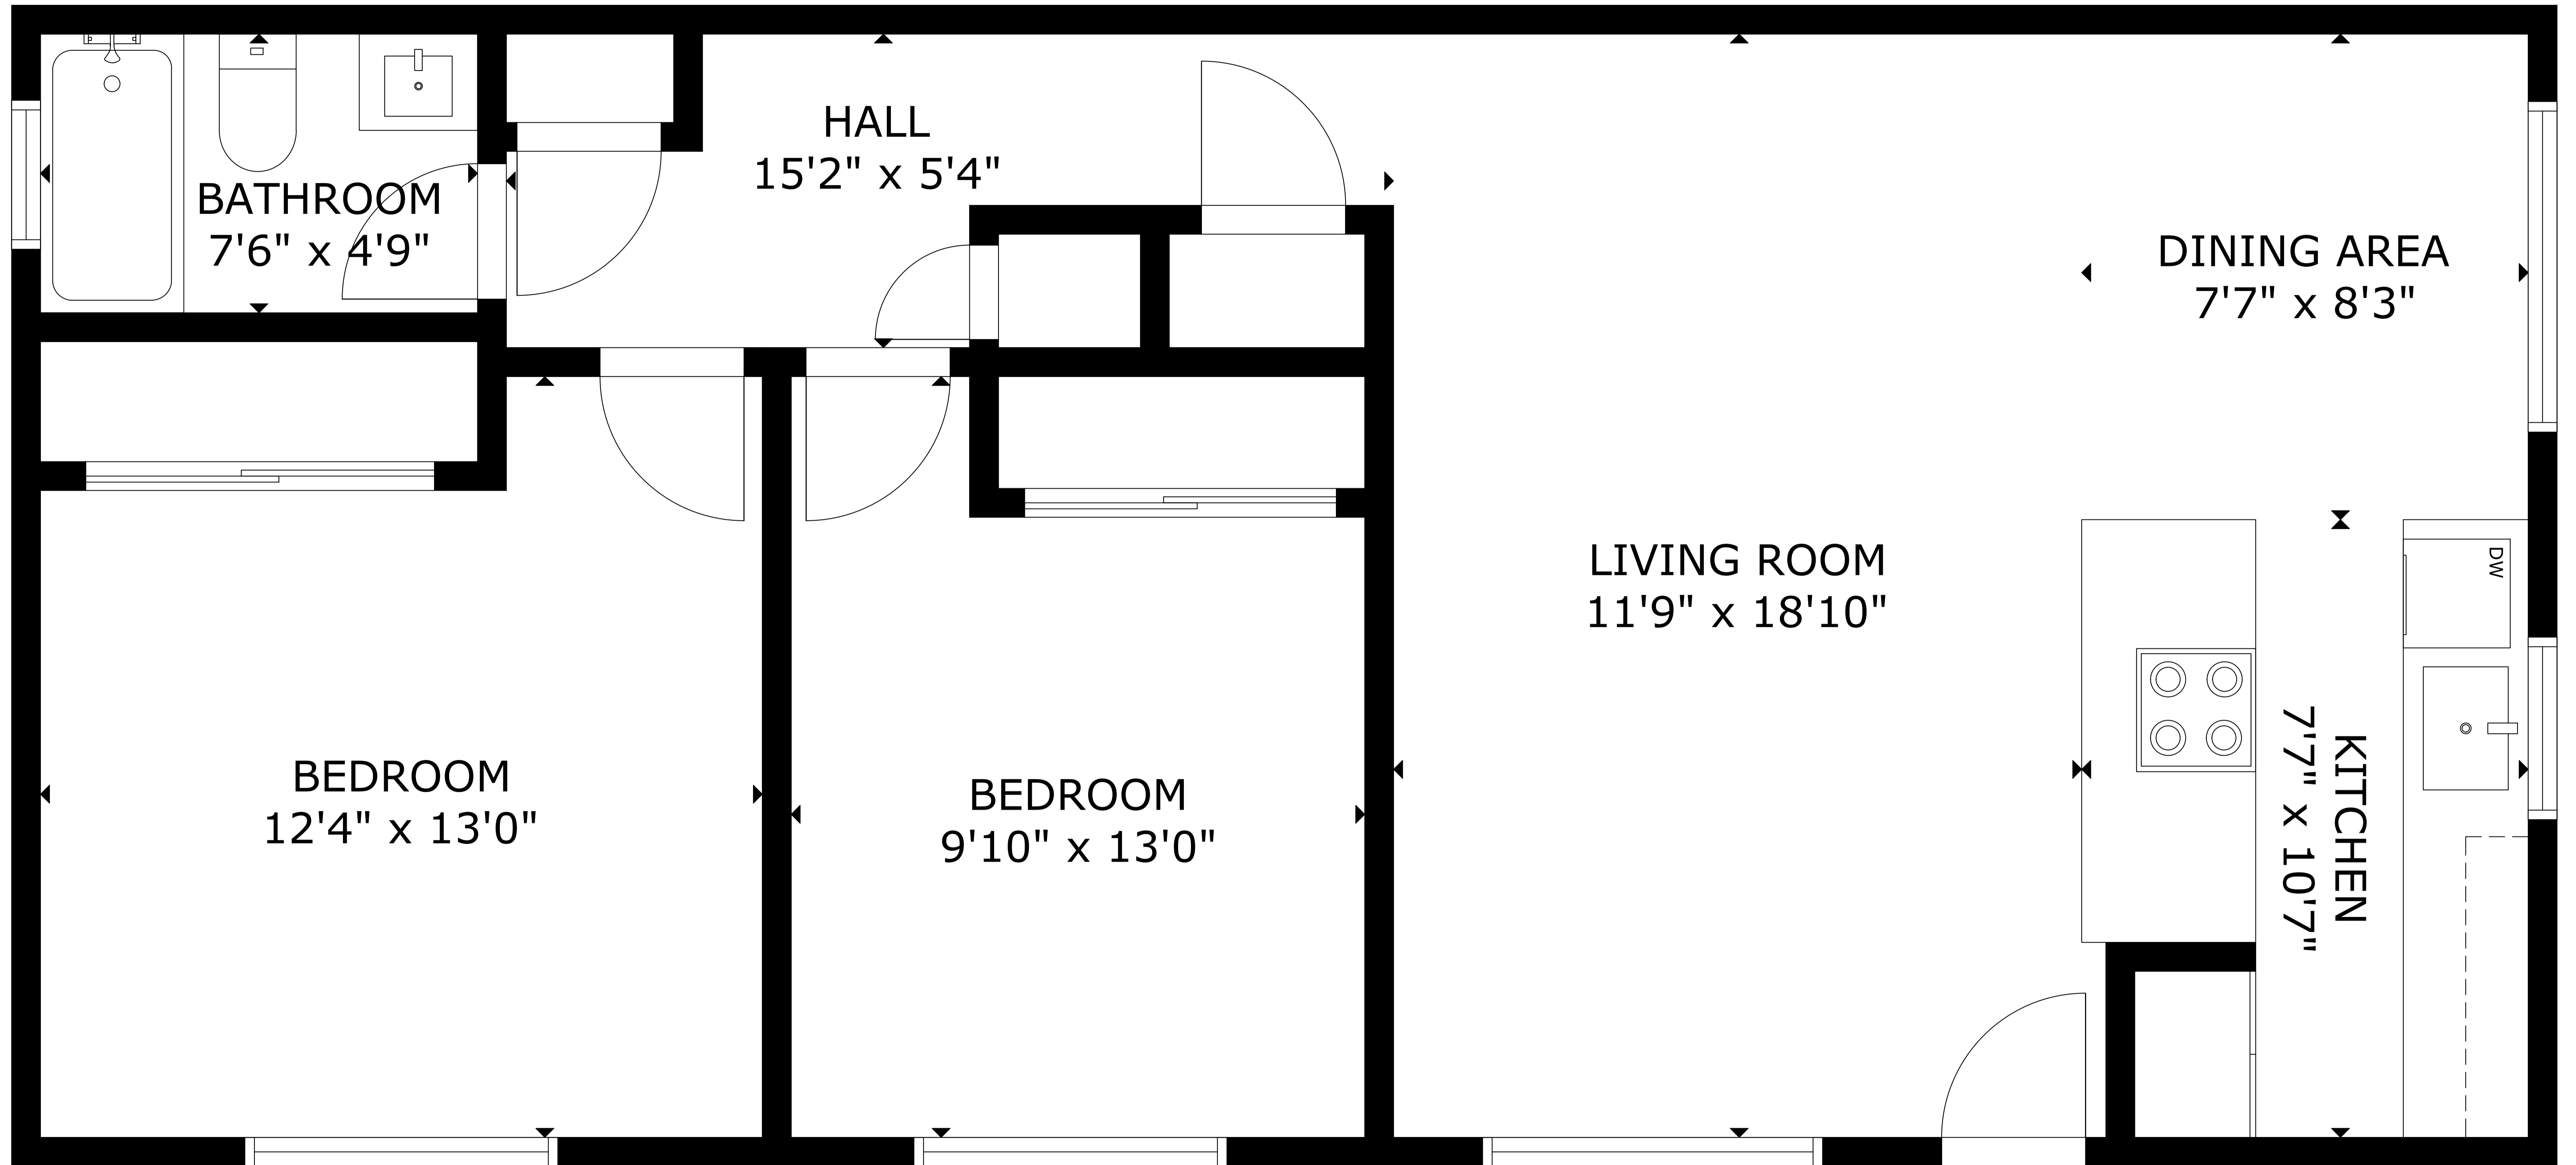 HALL
15'2" x 5'4"
BATHROOM
7'6" x 4'9"
DINING AREA
7'7" x 8'3"
LIVING ROOM
11'9" x 18'10"
DW
KITCHEN
7'7" x 10'7"
BEDROOM
12'4" x 13'0"
BEDROOM
9'10" x 13'0"